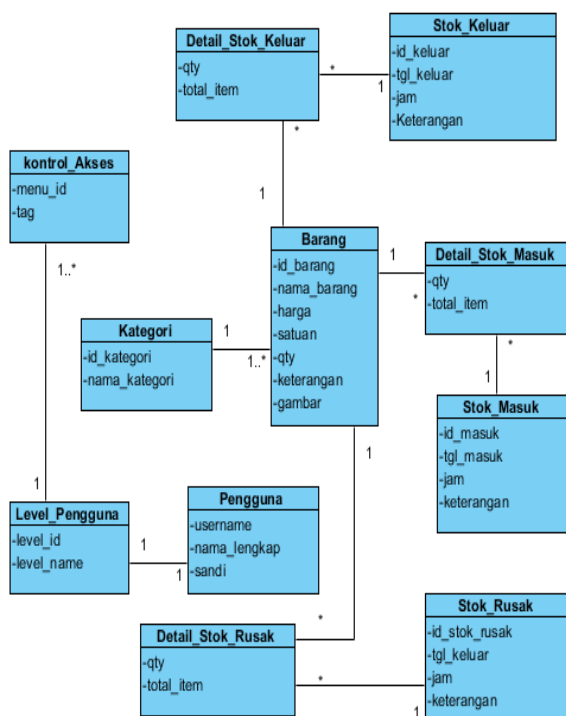 Detail_Stok_Keluar
-qty
-total_item
*
1
Stok_Keluar
-id_keluar
-tgl_keluar
-jam
-Keterangan
*
1
kontrol_Akses
-menu_id
-tag
1..*
1
Barang
-id_barang
-nama_barang
-harga
-satuan
-qty
-keterangan
-gambar
1
*
Detail_Stok_Masuk
-qty
-total_item
*
1
Kategori
-id_kategori
-nama_kategori
1
1..*
Stok_Masuk
-id_masuk
-tgl_masuk
-jam
-keterangan
1
*
Level_Pengguna
-level_id
-level_name
1
1
Pengguna
-username
-nama_lengkap
-sandi
Detail_Stok_Rusak
-qty
-total_item
*
1
Stok_Rusak
-id_stok_rusak
-tgl_keluar
-jam
-keterangan